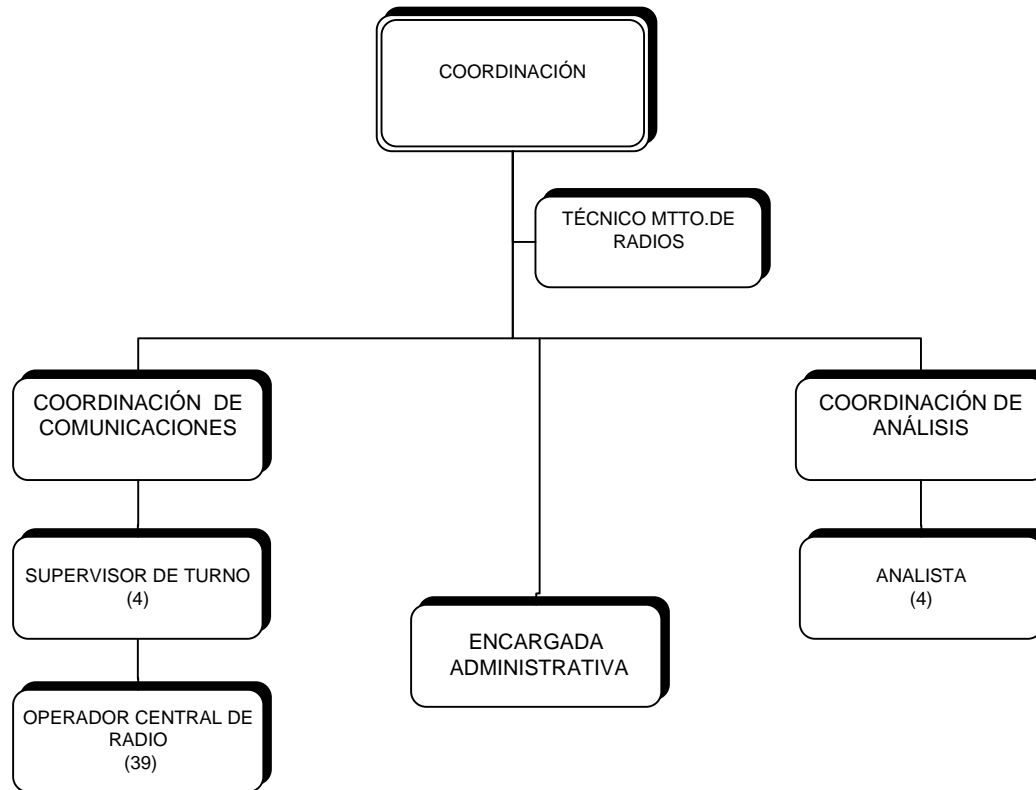 COORDINACIÓN
TÉCNICO MTTO.DE
RADIOS
COORDINACIÓN DE
COMUNICACIONES
COORDINACIÓN DE
ANÁLISIS
SUPERVISOR DE TURNO
(4)
ANALISTA
(4)
ENCARGADA
ADMINISTRATIVA
OPERADOR CENTRAL DE
RADIO
(39)